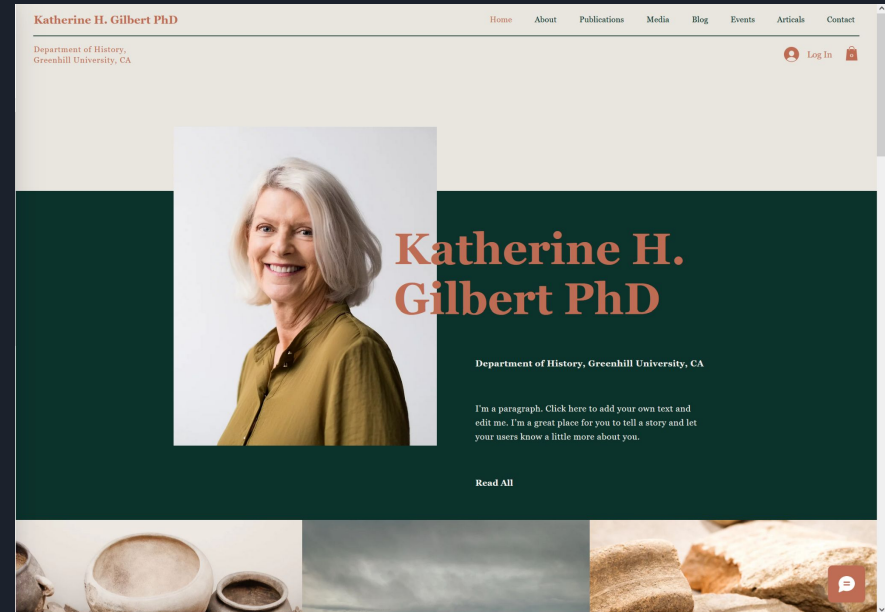 Katherine H. Gilbert PhD
Home About Publications Media Blog Events Articals Contact
Department of History,
Greenhill University, CA
Log In
0
Katherine H.
Gilbert PhD
Department of History, Greenhill University, CA
I'm a paragraph. Click here to add your own text and
edit me. I'm a great place for you to tell a story and let
your users know a little more about you.
Read All